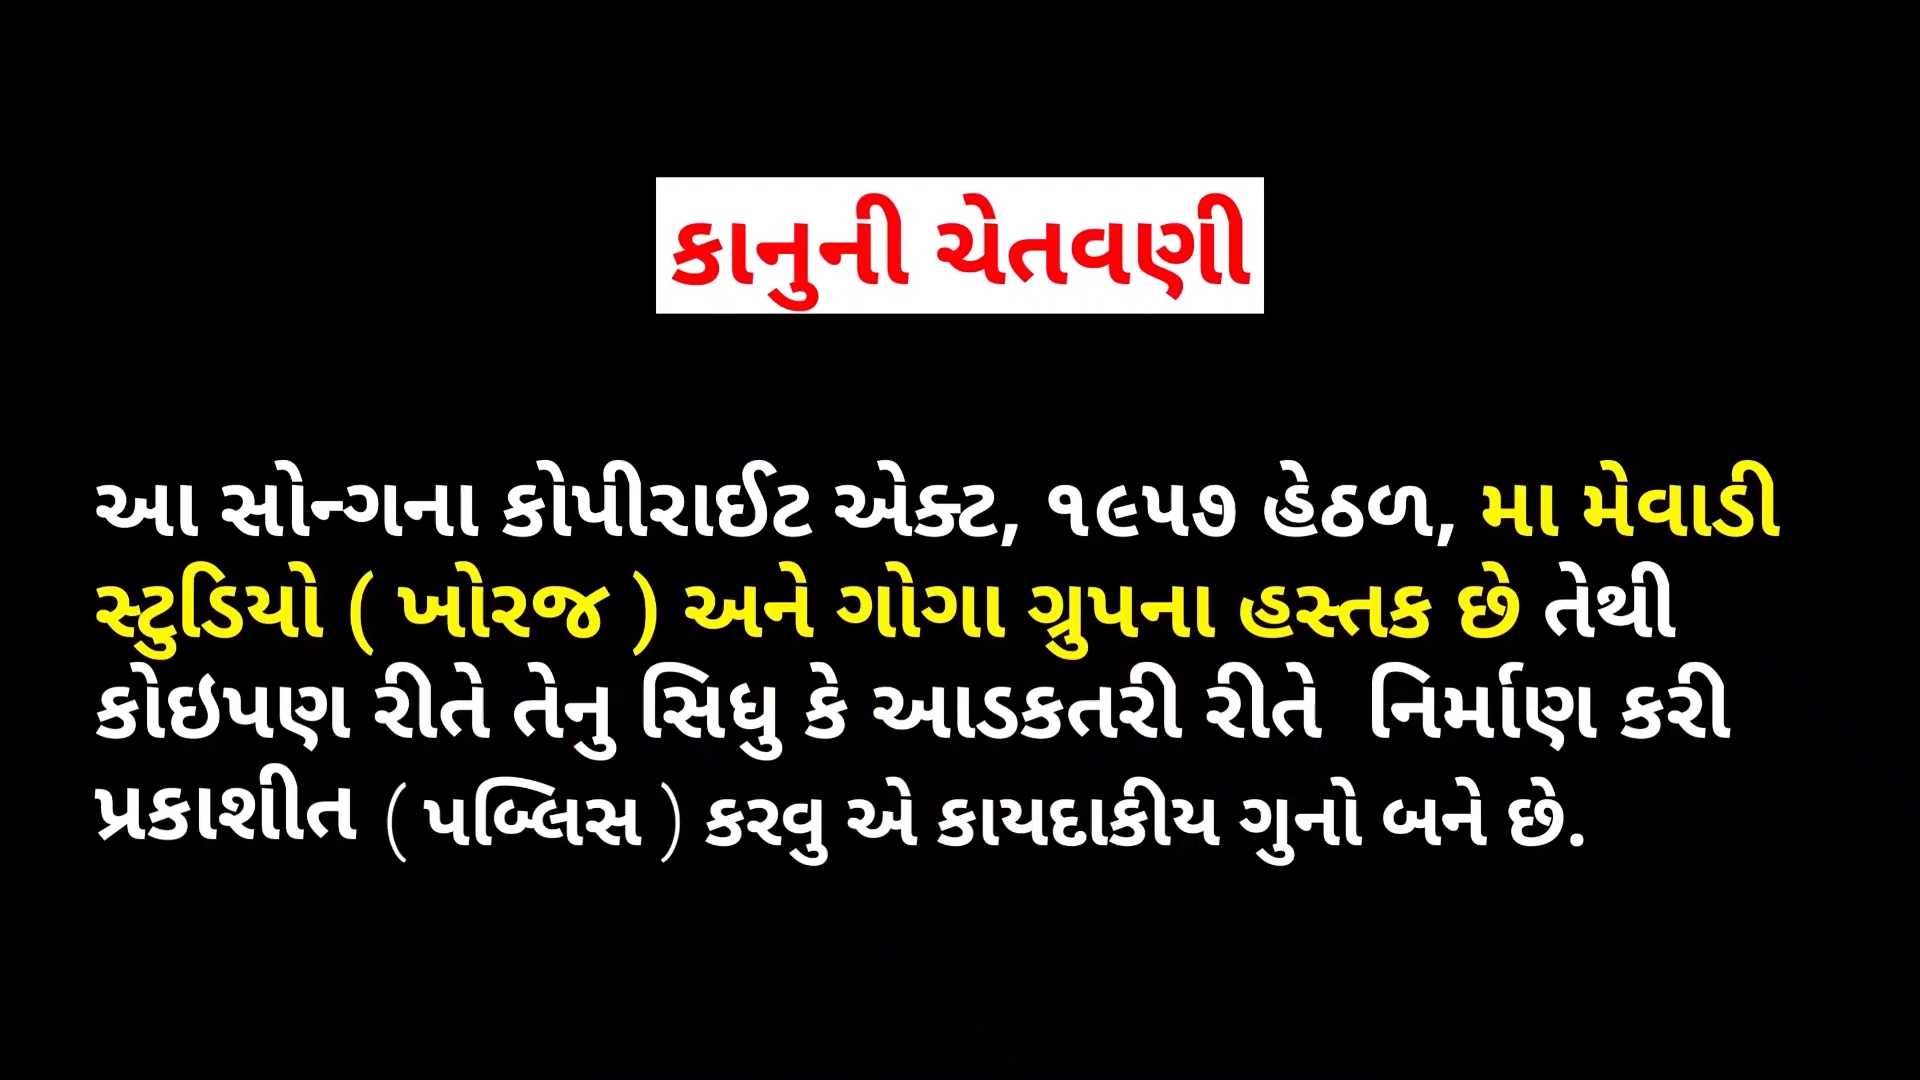 કાનુની ચેતવણી
આ સોન્ગના કોપીરાઈટ એક્ટ, ૧૯૫૭ હેઠળ, મા મેવાડી
સ્ટુડિયો ( ખોરજ ) અને ગોગા ગ્રુપના હસ્તક છે તેથી
કોઇપણ રીતે તેનુ સિધુ કે આડકતરી રીતે નિર્માણ કરી
પ્રકાશીત ( પબ્લિસ ) કરવુ એ કાયદાકીય ગુનો બને છે.